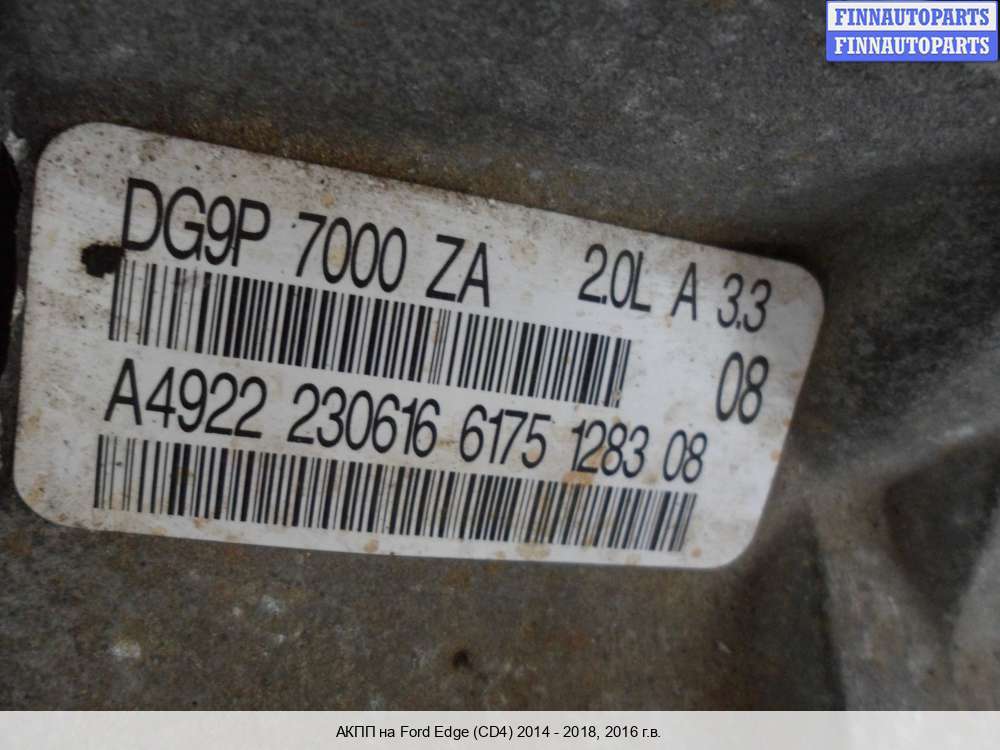 FINNAUTOPARTS
FINNAUTOPARTS
DG9P 7000 ZA 2.0L A 3.3
08
A4922 230616 6175 1283 08
АКПП на Ford Edge (CD4) 2014 - 2018, 2016 г.в.